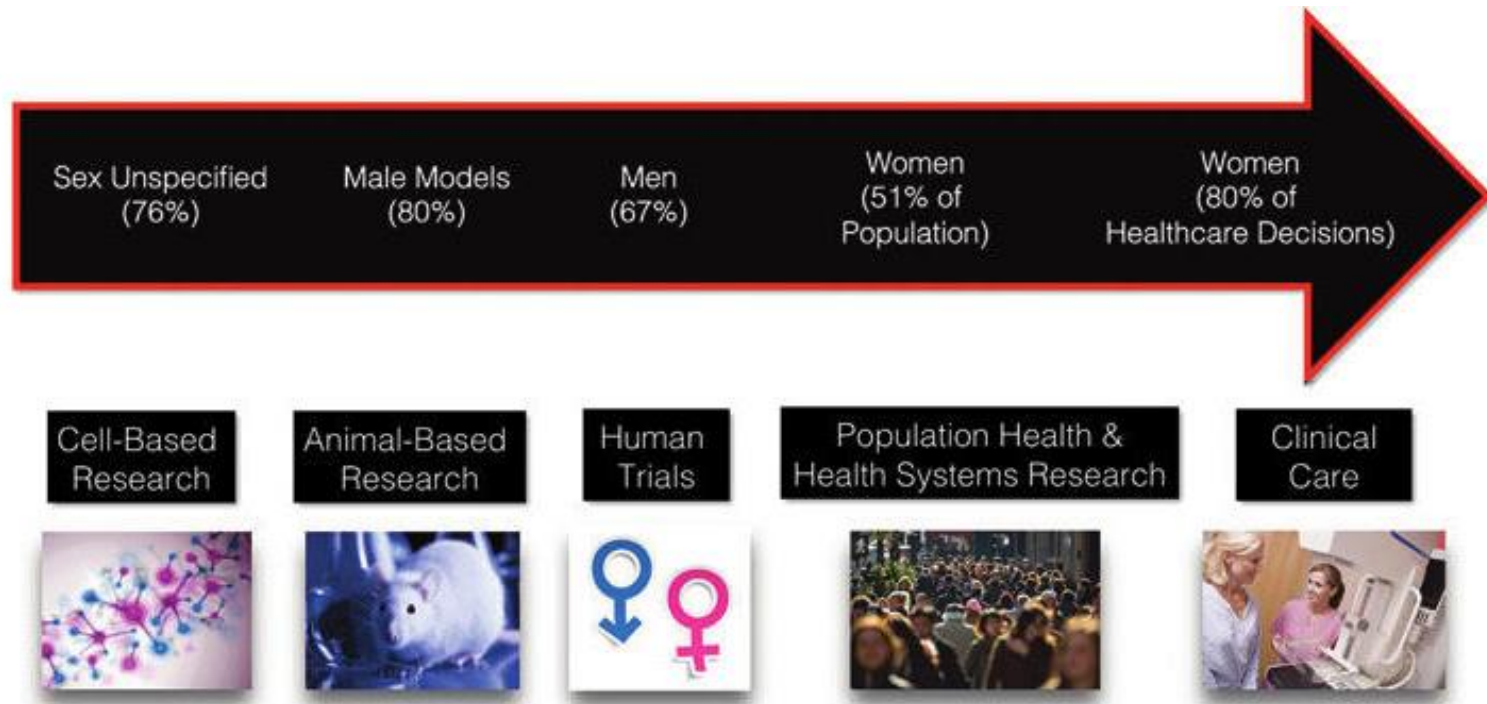 Sex Unspecified
(76%)
Male Models
(80%)
Men
(67%)
Women
(51% of
Population)
Women
(80% of
Healthcare Decisions)
Cell-Based
Research
Animal-Based
Research
Human
Trials
Population Health &
Health Systems Research
Clinical
Care